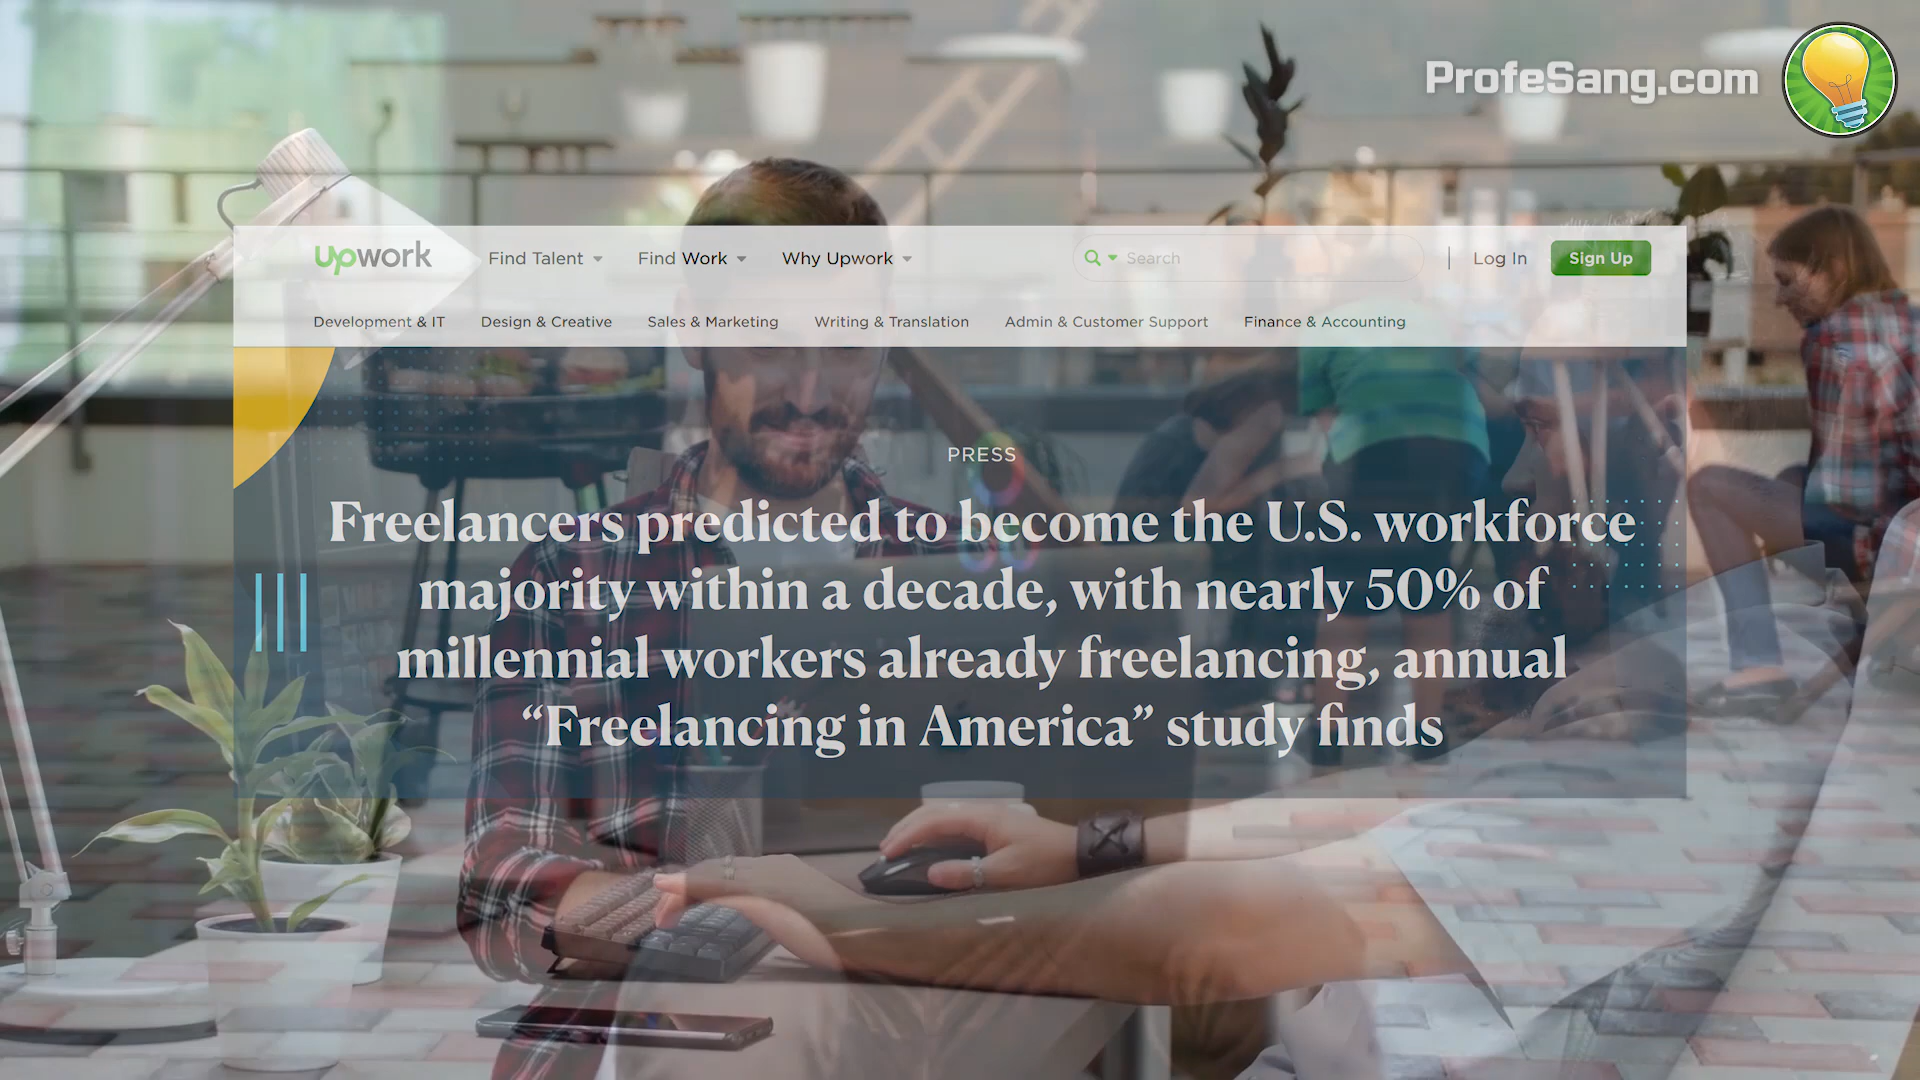 ProfeSang.com
upwork Find Talent Find Work Why Upwork Search Log In Sign Up
Development & IT Design & Creative Sales & Marketing Writing & Translation Admin & Customer Support Finance & Accounting
PRESS
Freelancers predicted to become the U.S. workforce
majority within a decade, with nearly 50% of
millennial workers already freelancing, annual
“Freelancing in America” study finds